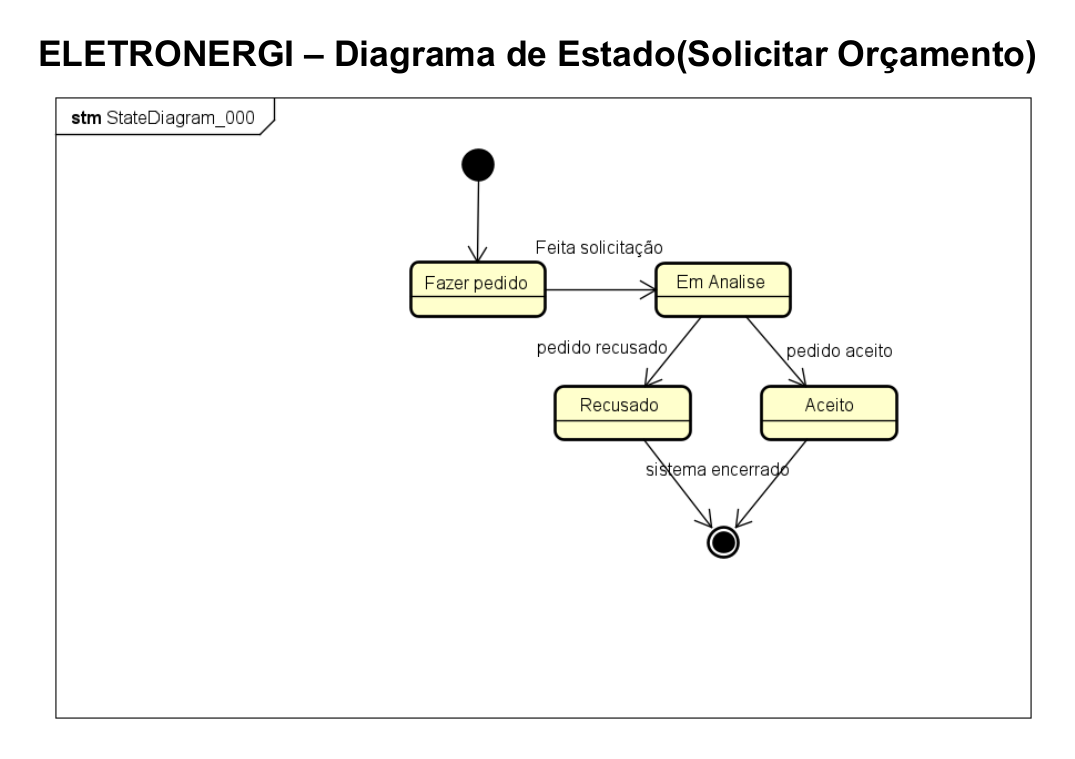 ELETRONERGI – Diagrama de Estado(Solicitar Orçamento)
stm StateDiagram_000
Feita solicitação
Fazer pedido
Em Analise
pedido recusado
pedido aceito
Recusado
Aceito
sistema encerrado